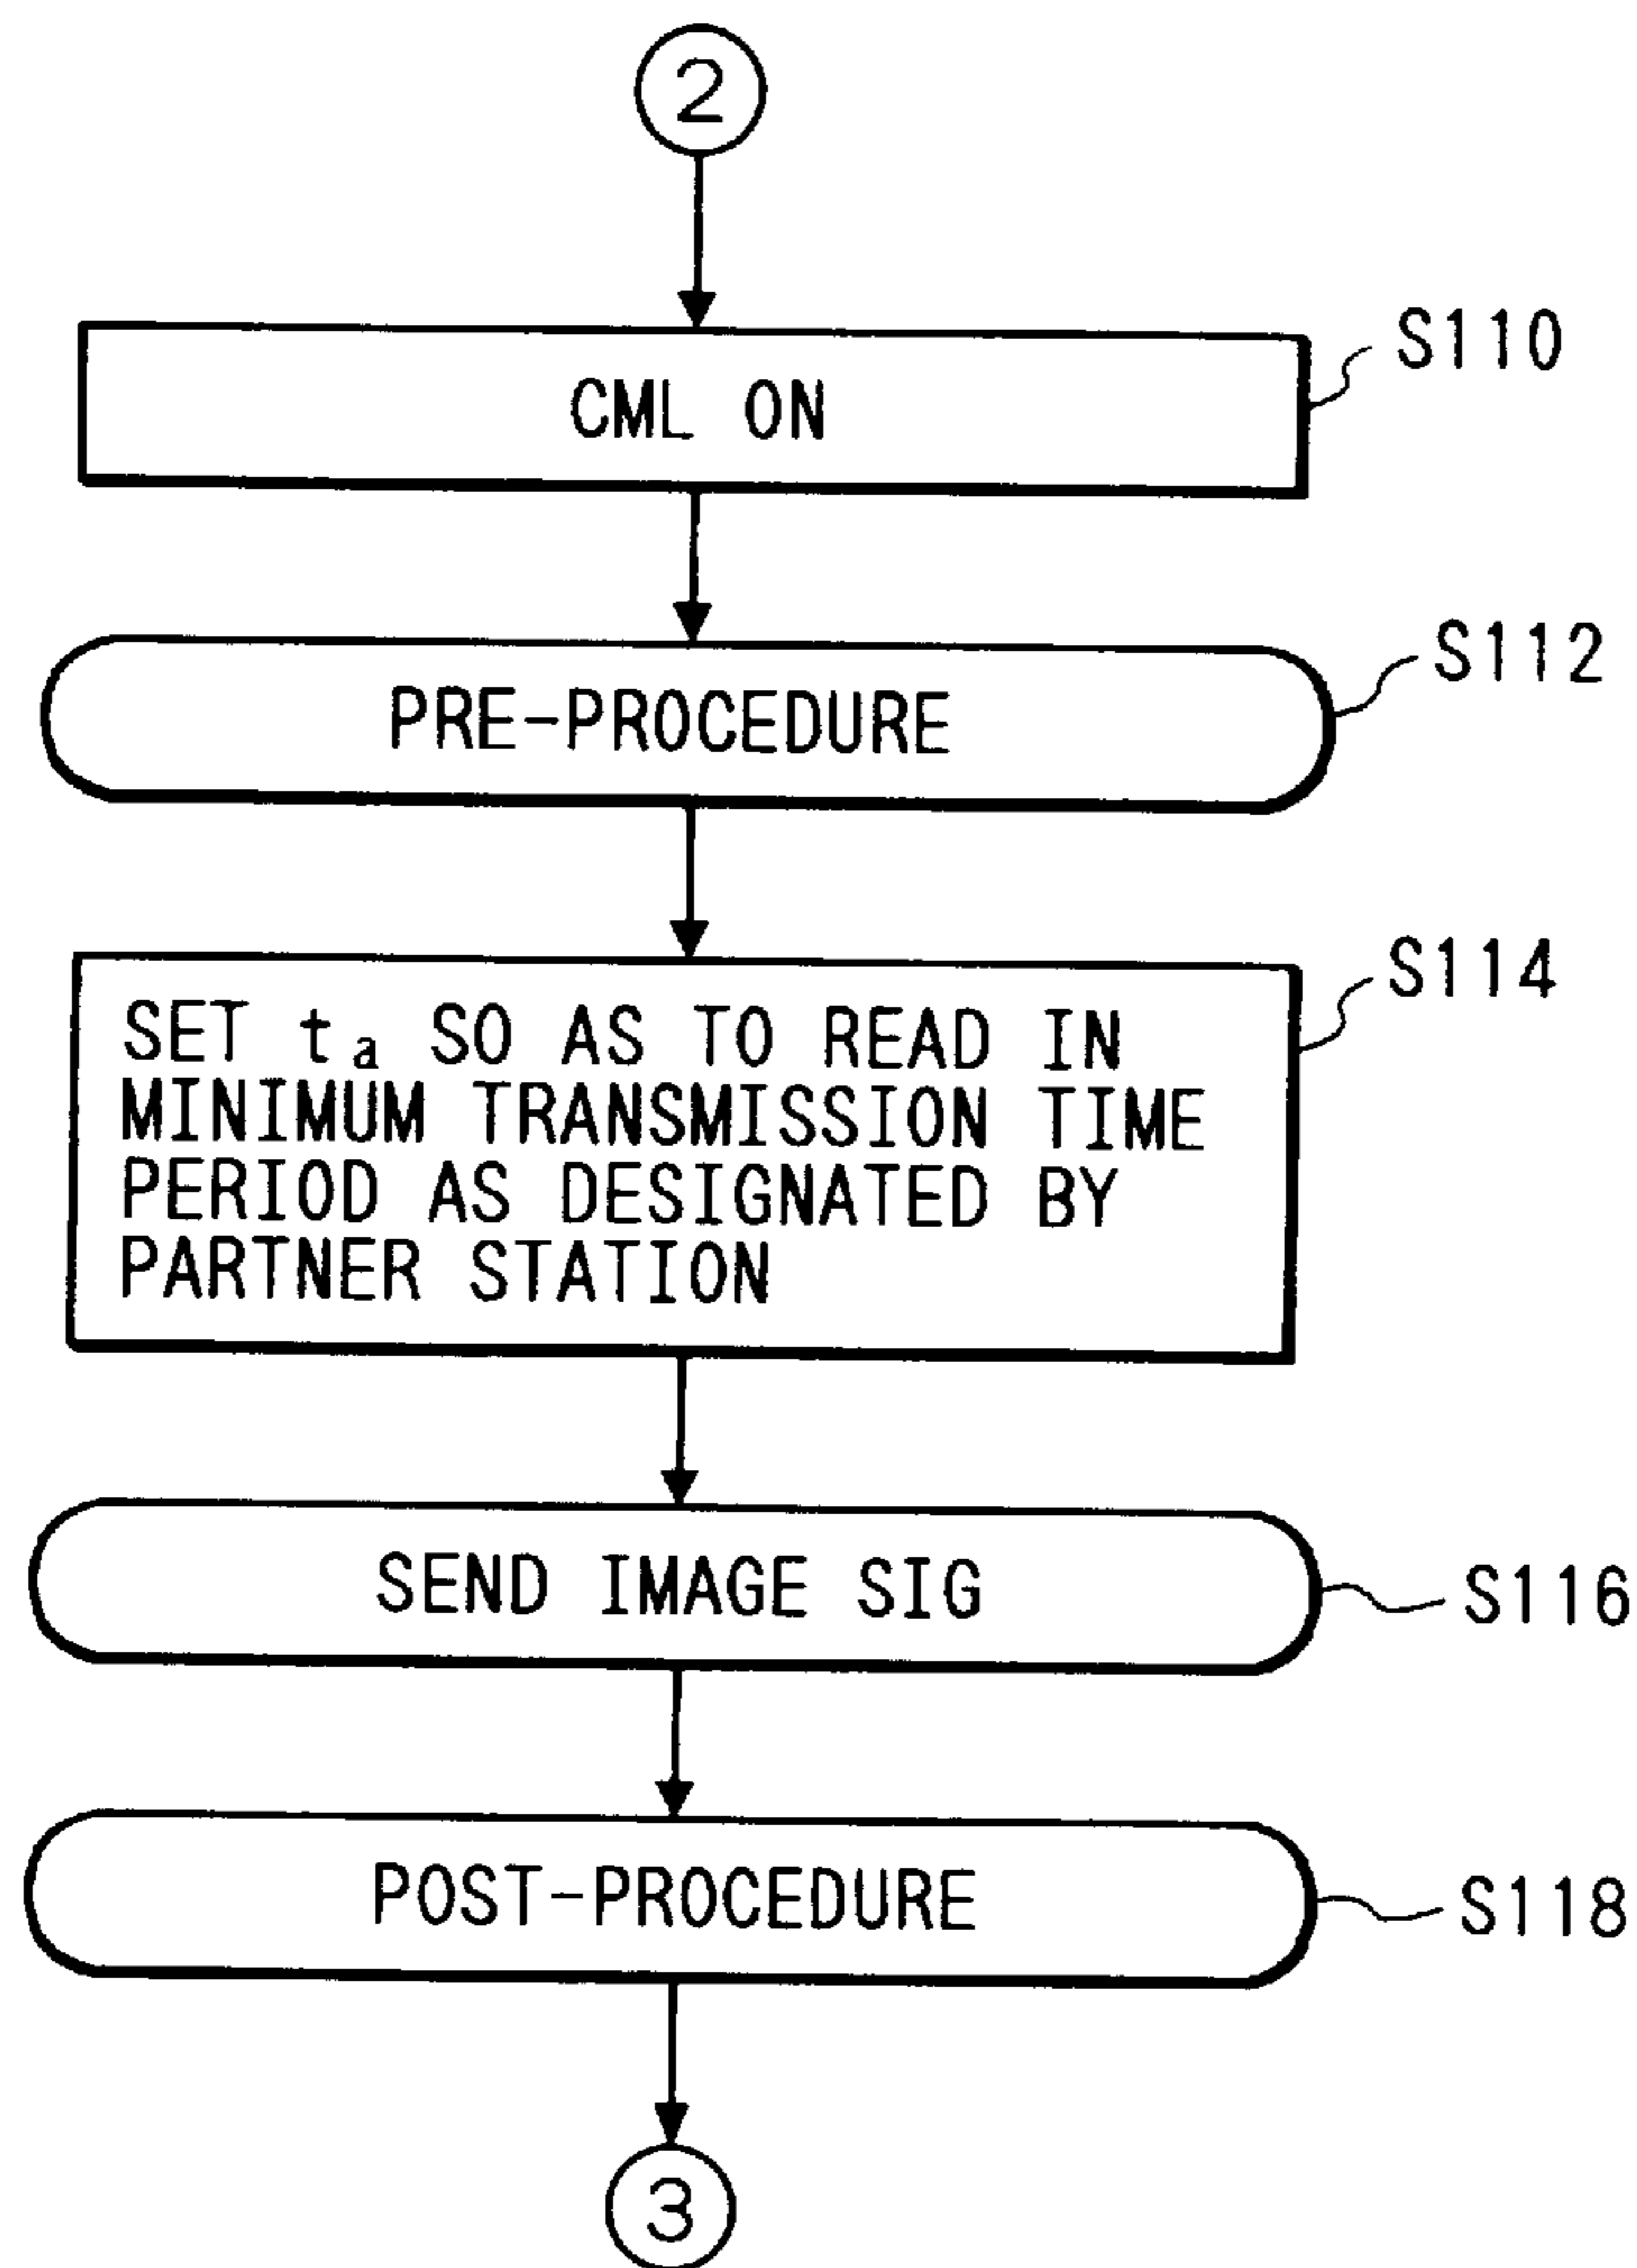 2
CML ON
S110
PRE-PROCEDURE
S112
SET ta SO AS TO READ IN
MINIMUM TRANSMISSION TIME
PERIOD AS DESIGNATED BY
PARTNER STATION
S114
SEND IMAGE SIG
S116
POST-PROCEDURE
S118
3